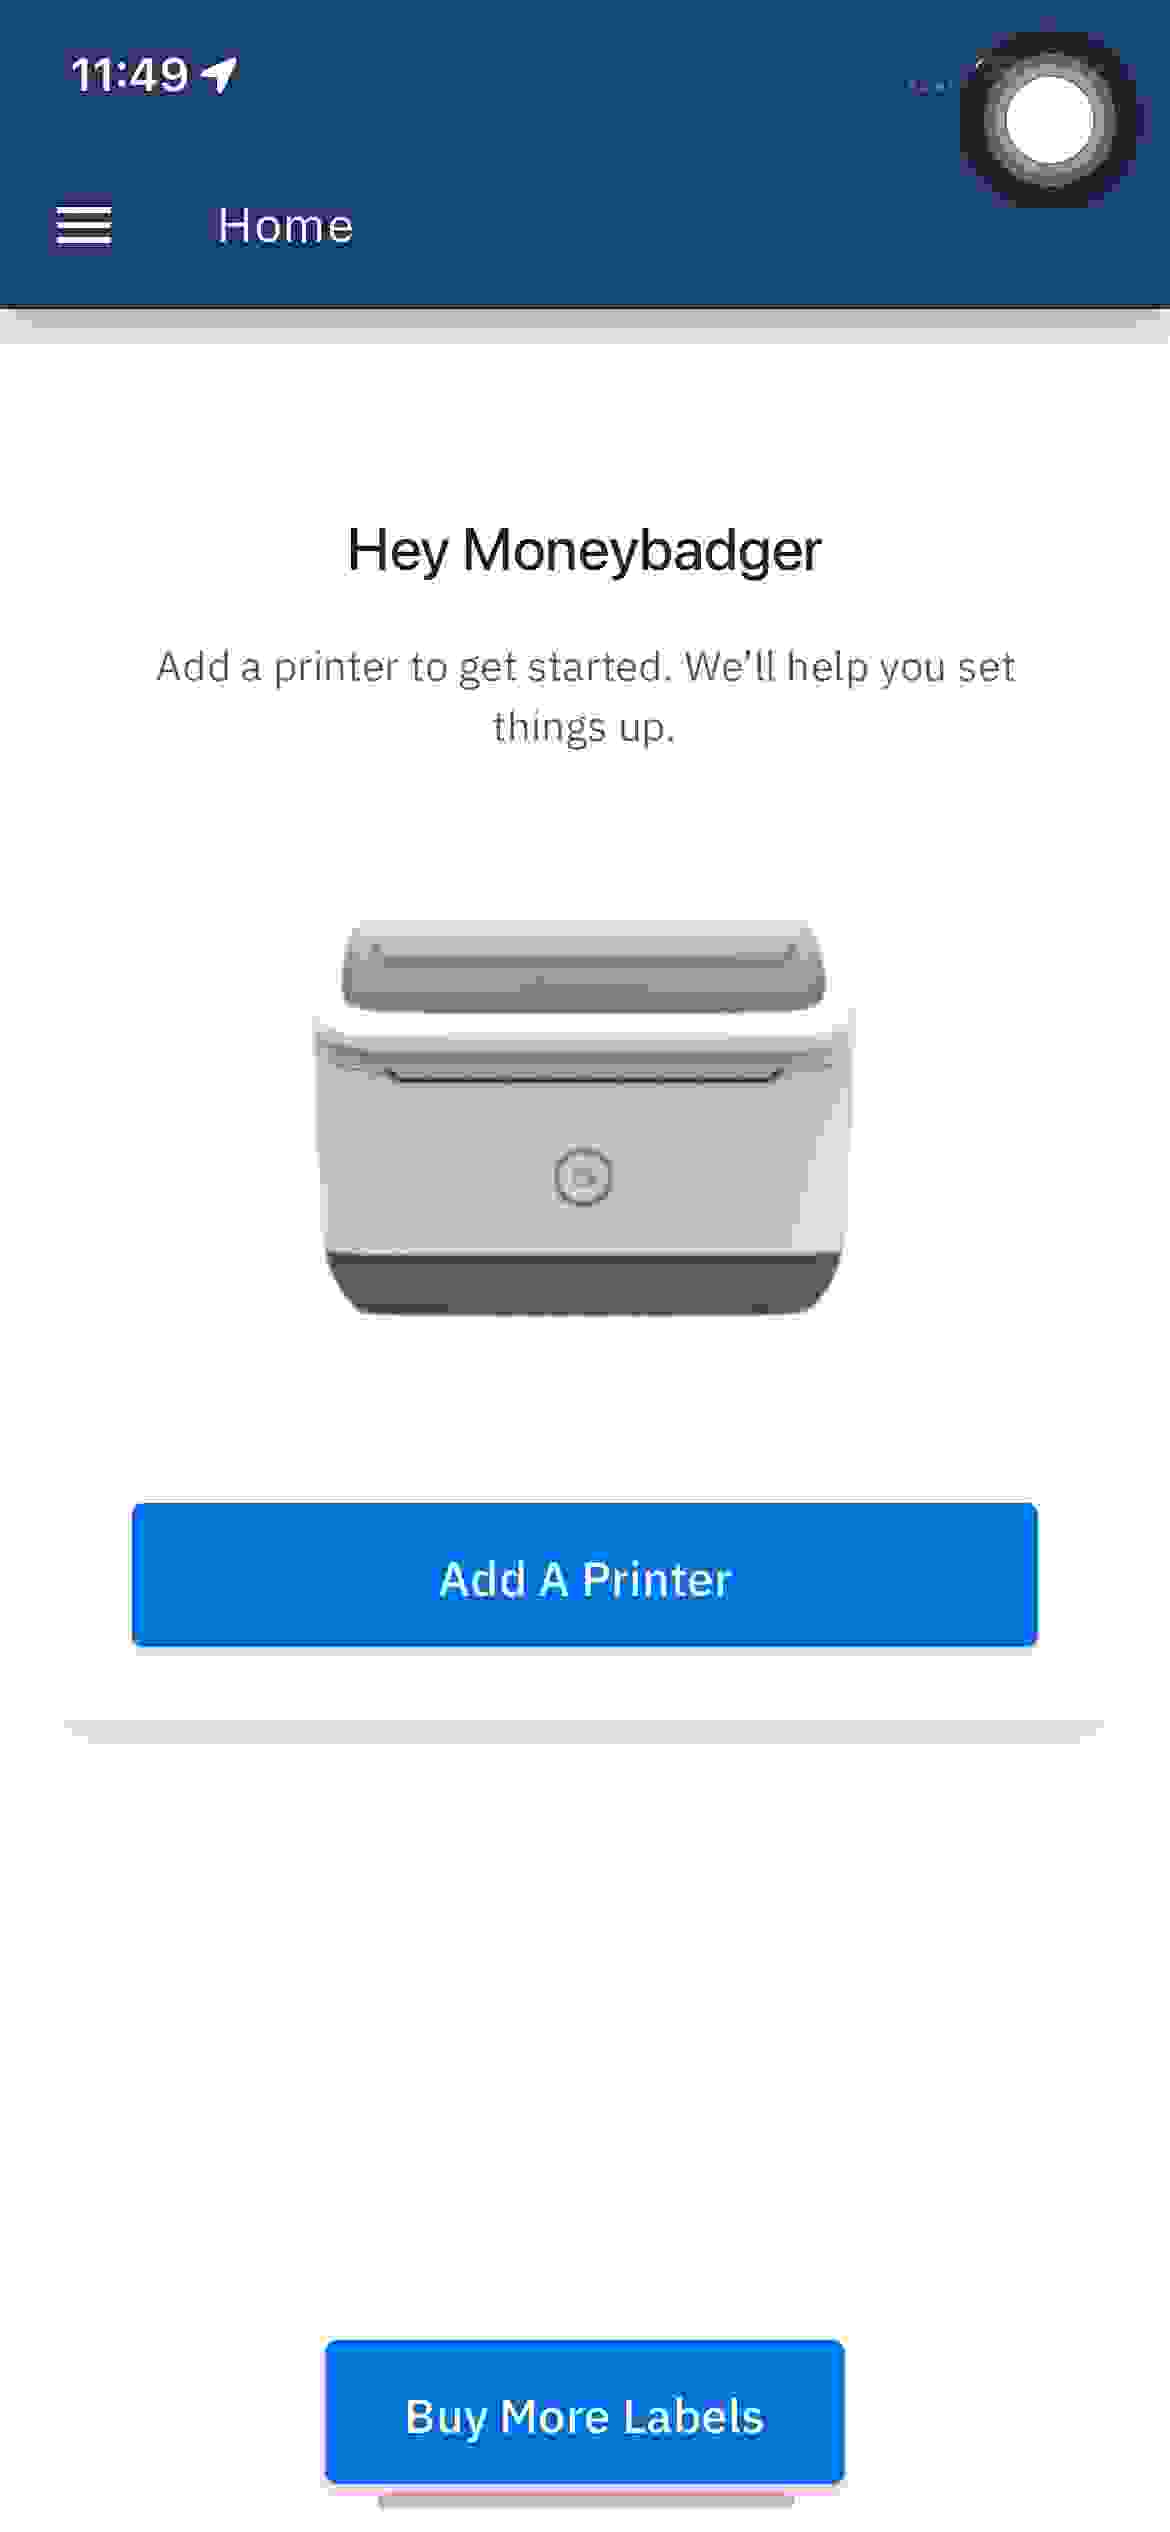 11:49
Home
Hey Moneybadger
Add a printer to get started. We'll help you set
things up.
Add A Printer
Buy More Labels